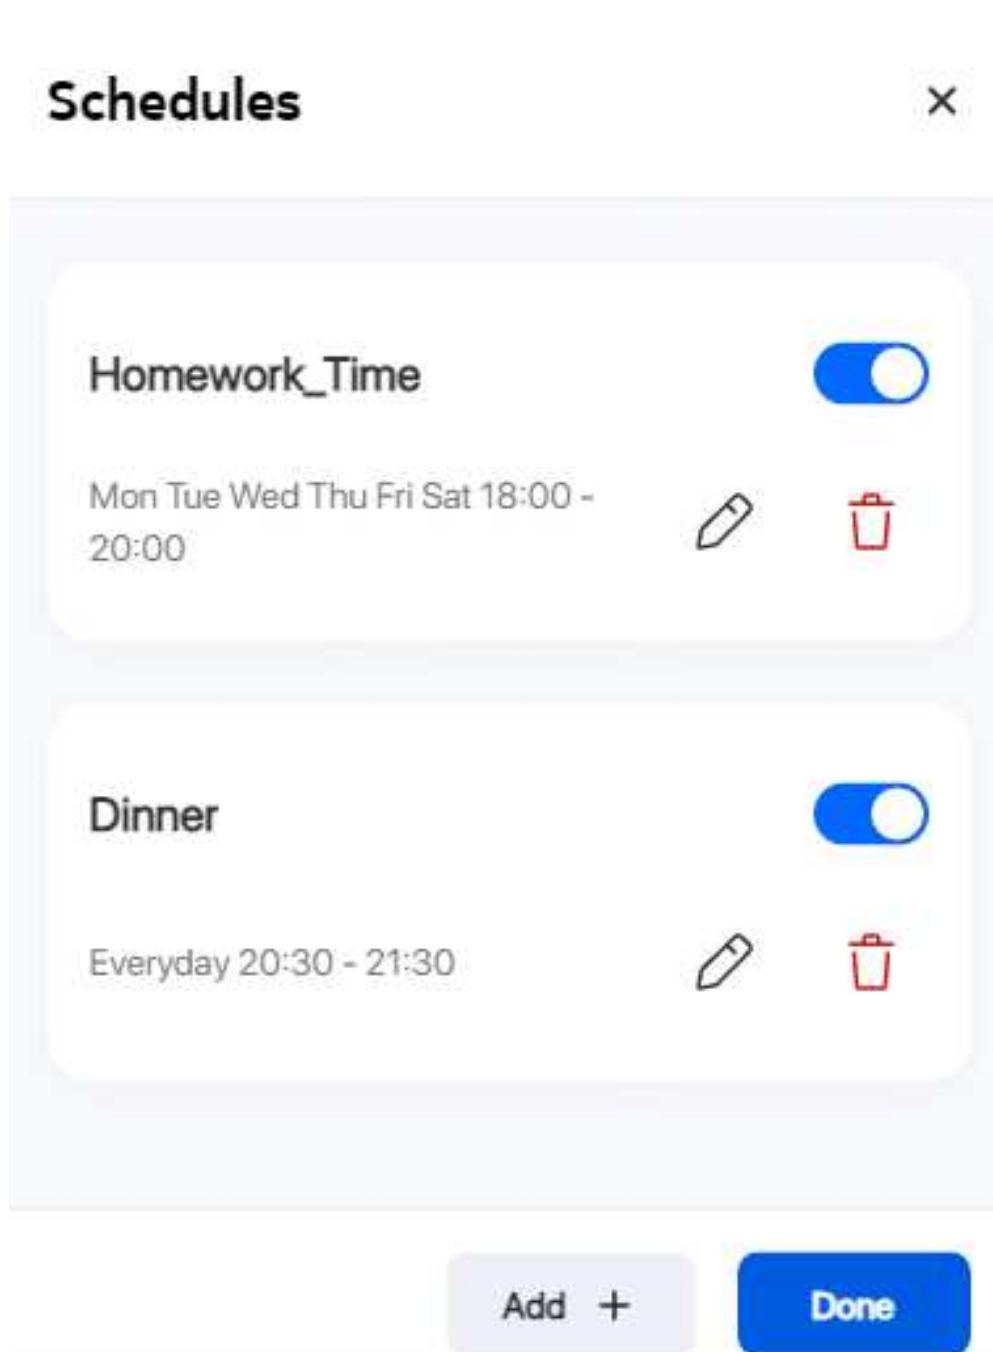 Schedules
Homework_Time
Mon Tue Wed Thu Fri Sat 18:00 -
20:00
Dinner
Everyday 20:30 - 21:30
Add +
Done